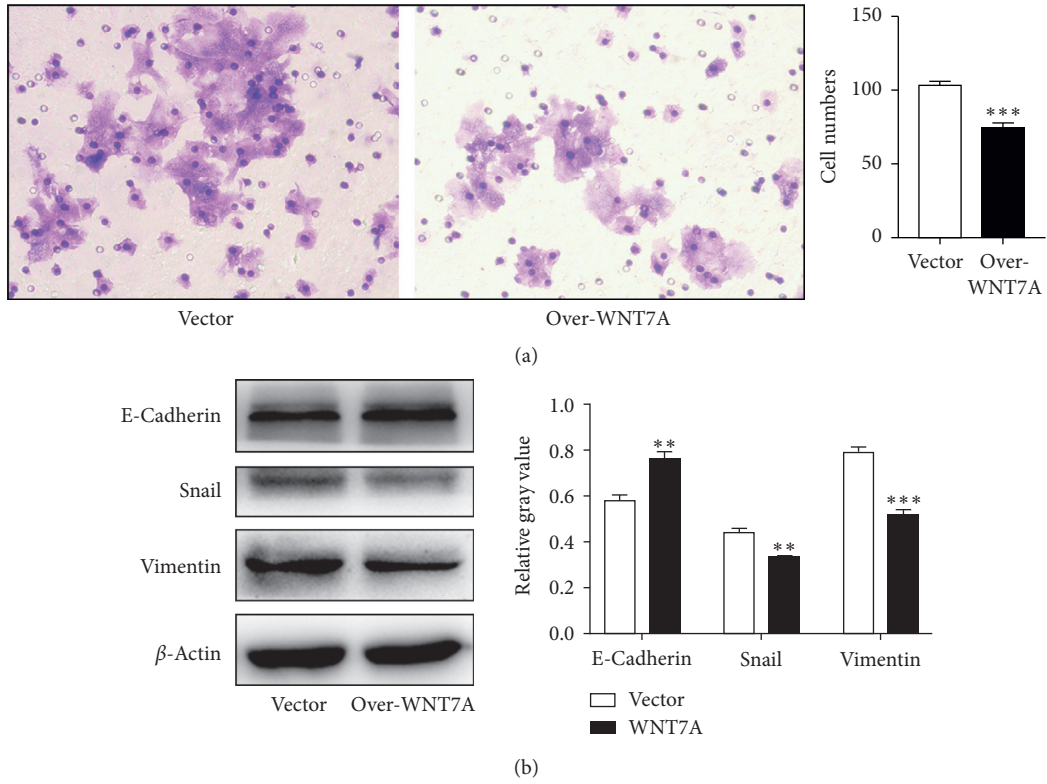 150
100
50
0
Cell numbers
***
Vector
Over-
WNT7A
Vector
Over-WNT7A
(a)
E-Cadherin
Snail
Vimentin
β-Actin
Vector
Over-WNT7A
1.0
0.8
0.6
0.4
0.2
0.0
Relative gray value
**
**
***
E-Cadherin
Snail
Vimentin
Vector
WNT7A
(b)